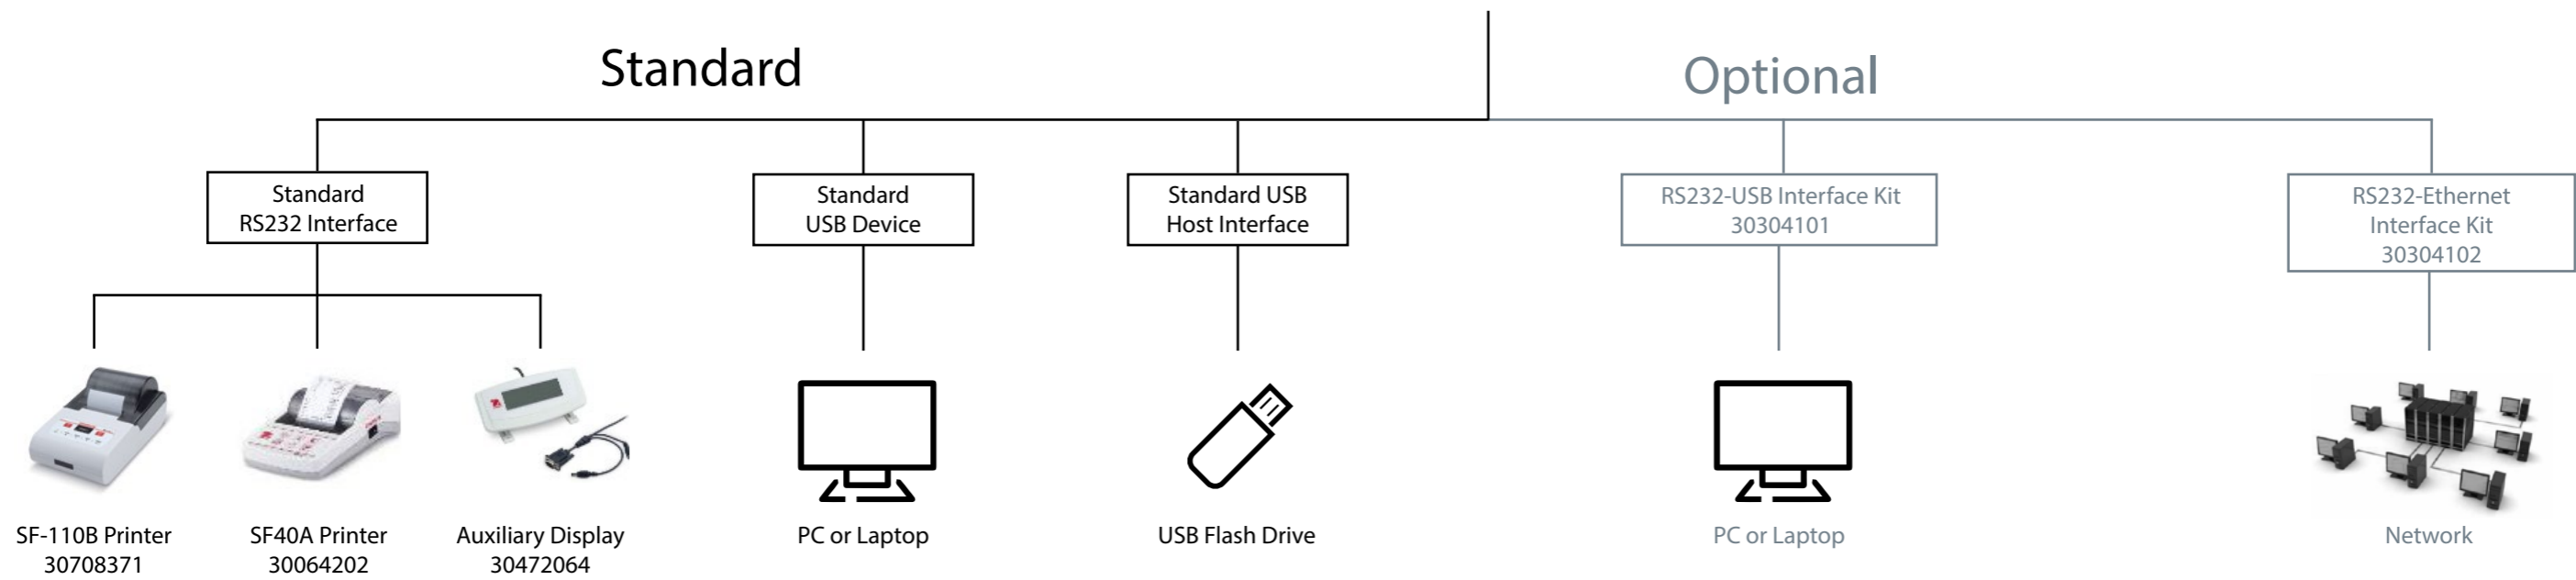 Standard
Optional
Standard
RS232 Interface
Standard
USB Device
Standard USB
Host Interface
RS232-USB Interface Kit
30304101
RS232-Ethernet
Interface Kit
30304102
SF-110B Printer
30708371
SF40A Printer
30064202
Auxiliary Display
30472064
PC or Laptop
USB Flash Drive
PC or Laptop
Network